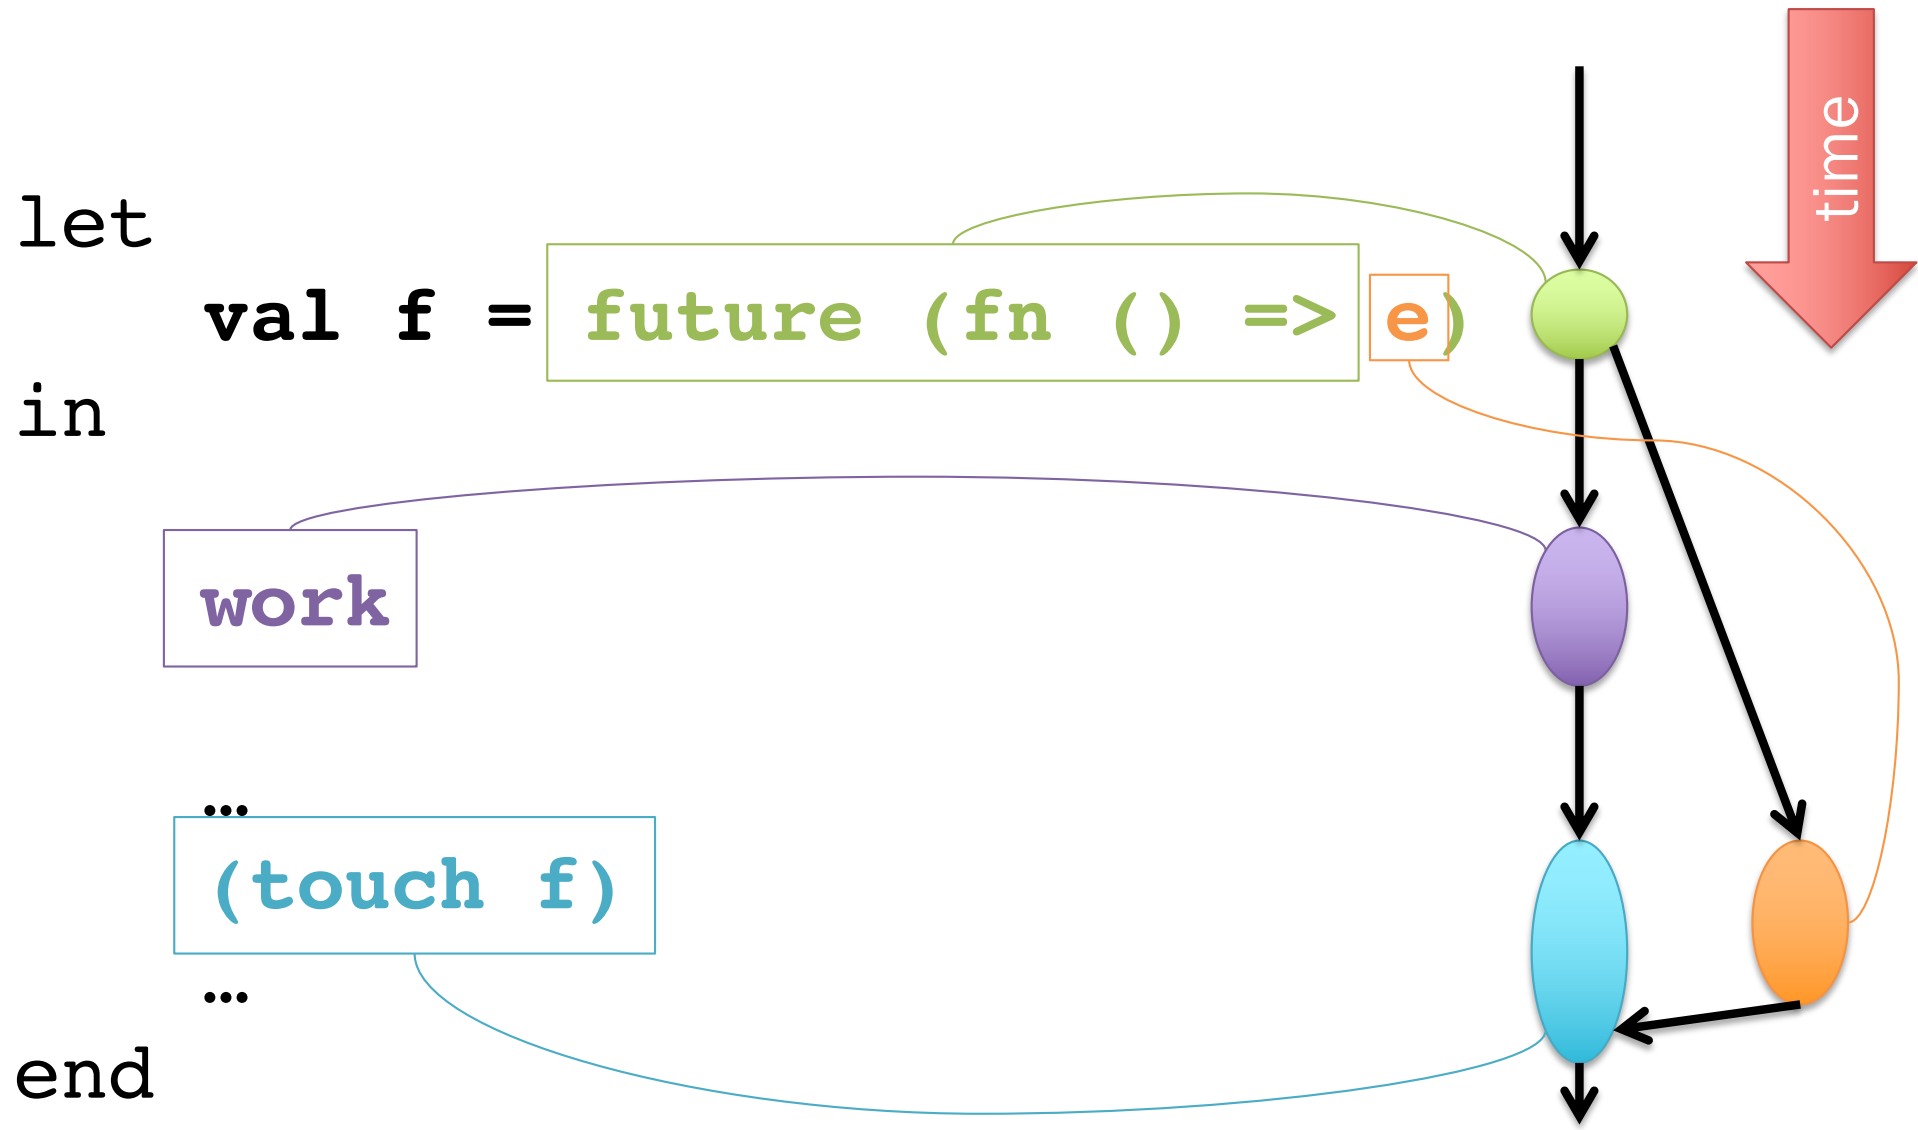 time
let
val f = future (fn () => e)
in
work
…
(touch f)
…
end